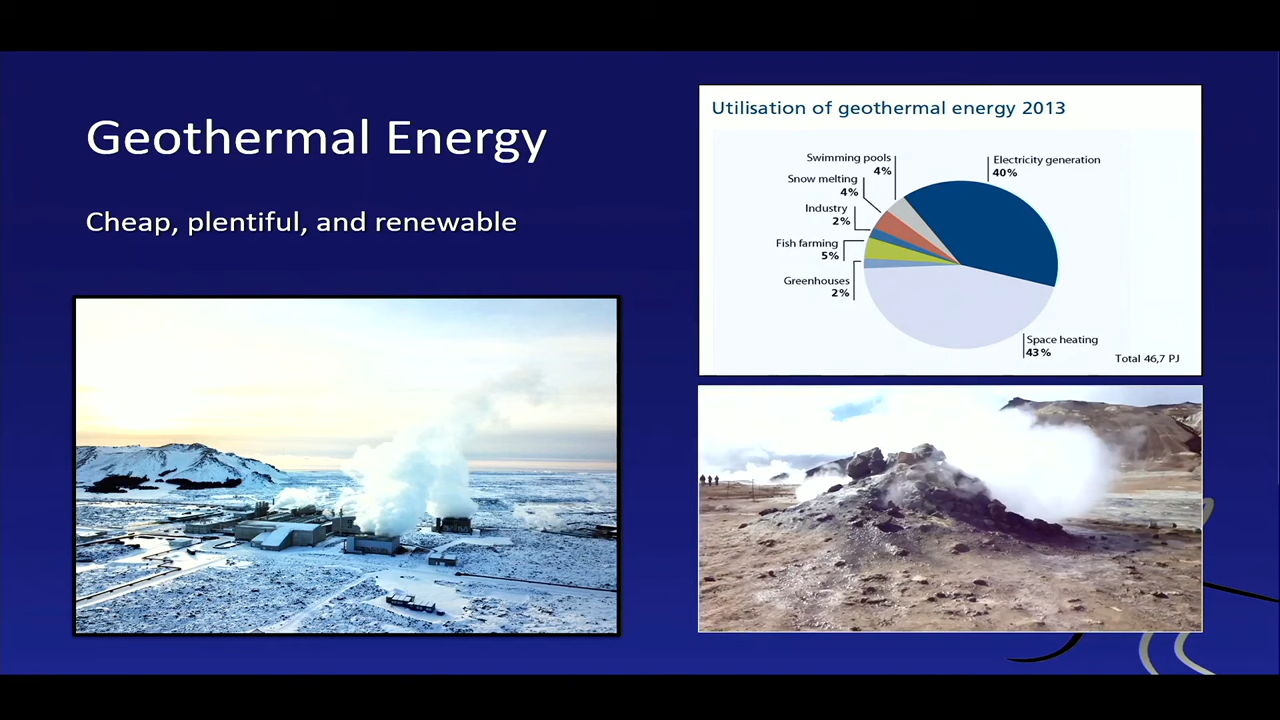 Geothermal Energy
Cheap, plentiful, and renewable
Utilisation of geothermal energy 2013
Swimming pools
4%
Snow melting
4%
Industry
2%
Fish farming
5%
Greenhouses
2%
Electricity generation
40%
Space heating
43%
Total 46,7 PJ